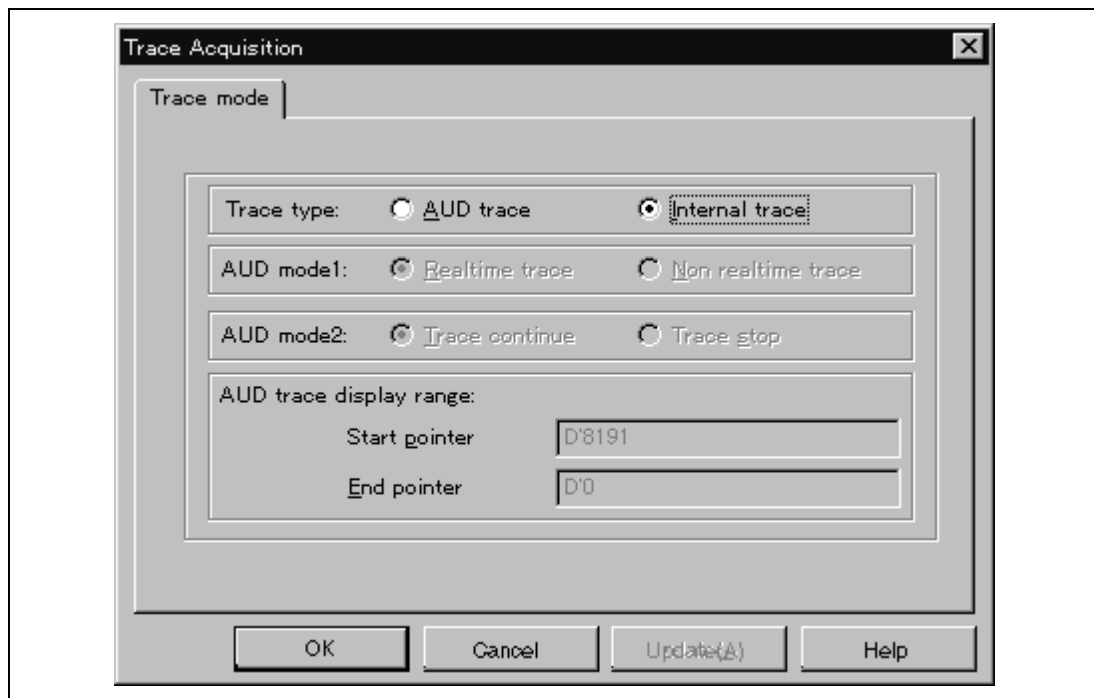 Trace Acquisition
Trace mode
Trace type: AUD trace Internal trace
AUD mode1: Realtime trace Non realtime trace
AUD mode2: Trace continue Trace stop
AUD trace display range:
Start pointer D'8191
End pointer D'0
OK Cancel Update(A) Help